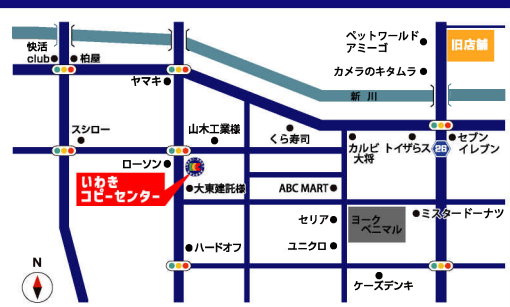 ペットワールド
アミーゴ
旧店舗
快活
club
柏屋
ヤマキ
カメラのキタムラ
新 川
スシロー
山木工業様
くら寿司
カルビ
大将
トイザらス
セブン
イレブン
26
ローソン
いわき
コピーセンター
大東建託様
ABC MART
セリア
ヨーク
ベニマル
ミスタードーナツ
ハードオフ
ユニクロ
ケーズデンキ
N